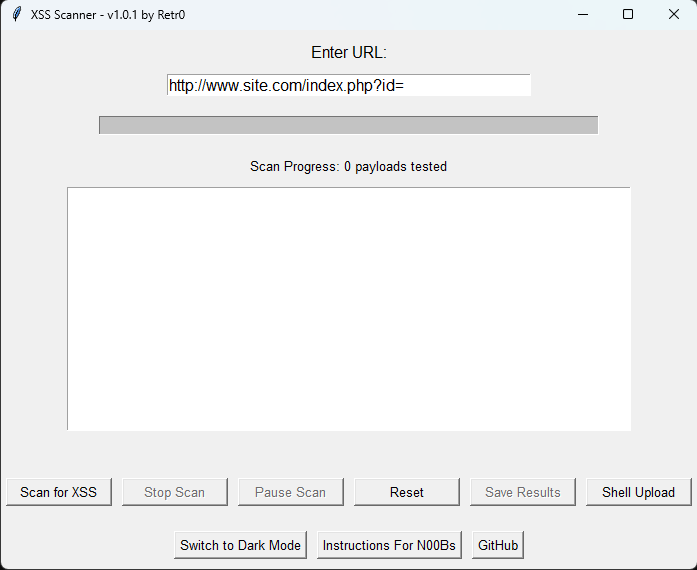 XSS Scanner - v1.0.1 by Retr0
Enter URL:
http://www.site.com/index.php?id=
Scan Progress: 0 payloads tested
Scan for XSS Stop Scan Pause Scan Reset Save Results Shell Upload
Switch to Dark Mode Instructions For N00Bs GitHub